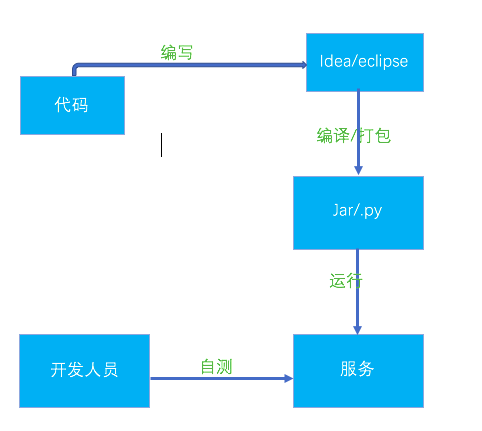 编写
Idea/eclipse
代码
编译/打包
Jar/.py
运行
开发人员
自测
服务